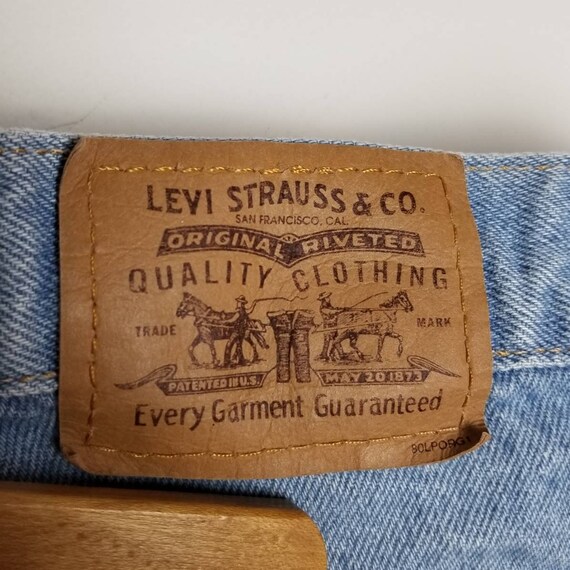 LEVI STRAUSS & CO.
SAN FRANCISCO, CAL.
ORIGINAL RIVETED
QUALITY CLOTHING
TRADE MARK
PATENTED IN U.S. MAY 20 1873
Every Garment Guaranteed